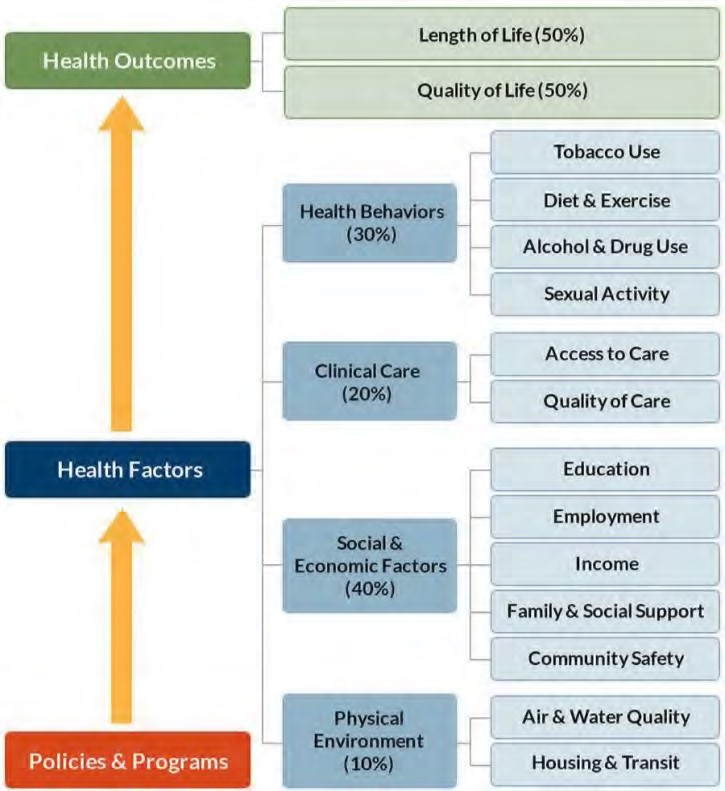 Health Outcomes
Length of Life (50%)
Quality of Life (50%)
Health Behaviors
(30%)
Tobacco Use
Diet & Exercise
Alcohol & Drug Use
Sexual Activity
Clinical Care
(20%)
Access to Care
Quality of Care
Health Factors
Social &
Economic Factors
(40%)
Education
Employment
Income
Family & Social Support
Community Safety
Physical
Environment
(10%)
Air & Water Quality
Housing & Transit
Policies & Programs